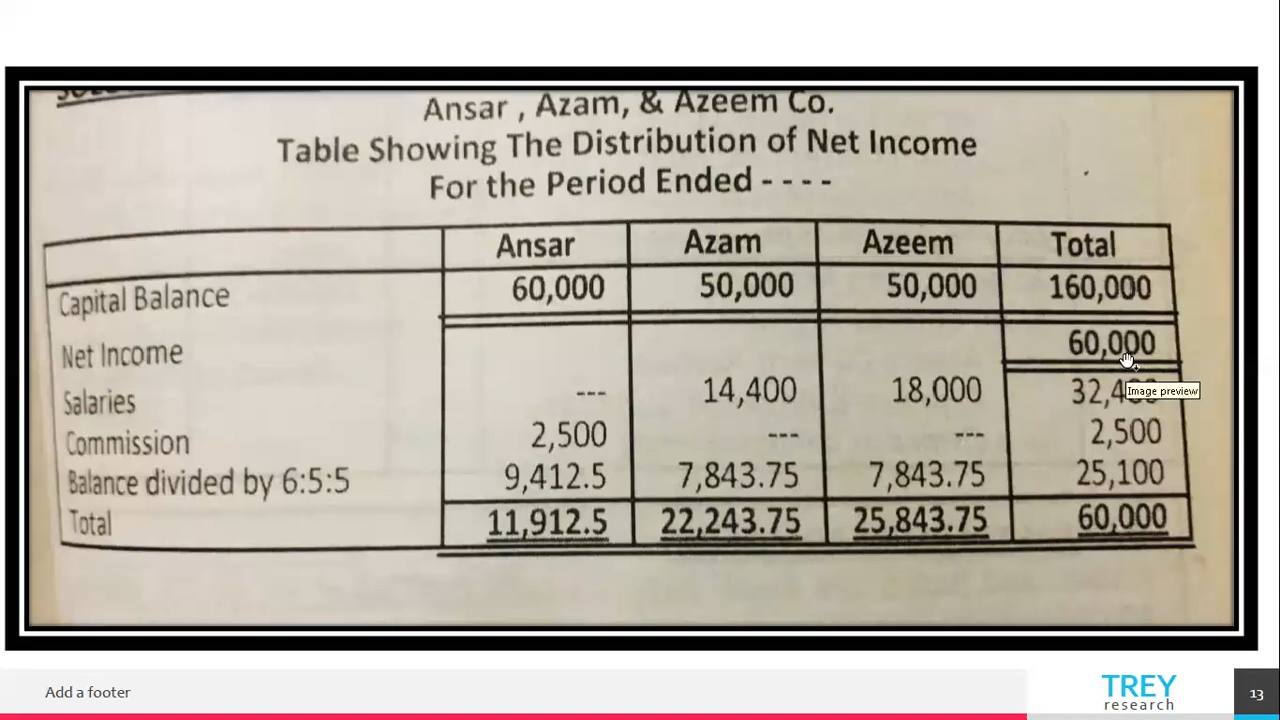 Ansar , Azam, & Azeem Co.
Table Showing The Distribution of Net Income
For the Period Ended - - - -
Ansar Azam Azeem Total
Capital Balance 60,000 50,000 50,000 160,000
Net Income 60,000
Salaries --- 14,400 18,000
Image preview
Commission 2,500 --- --- 2,500
Balance divided by 6:5:5 9,412.5 7,843.75 7,843.75 25,100
Total 11,912.5 22,243.75 25,843.75 60,000
Add a footer
TREY
research
13